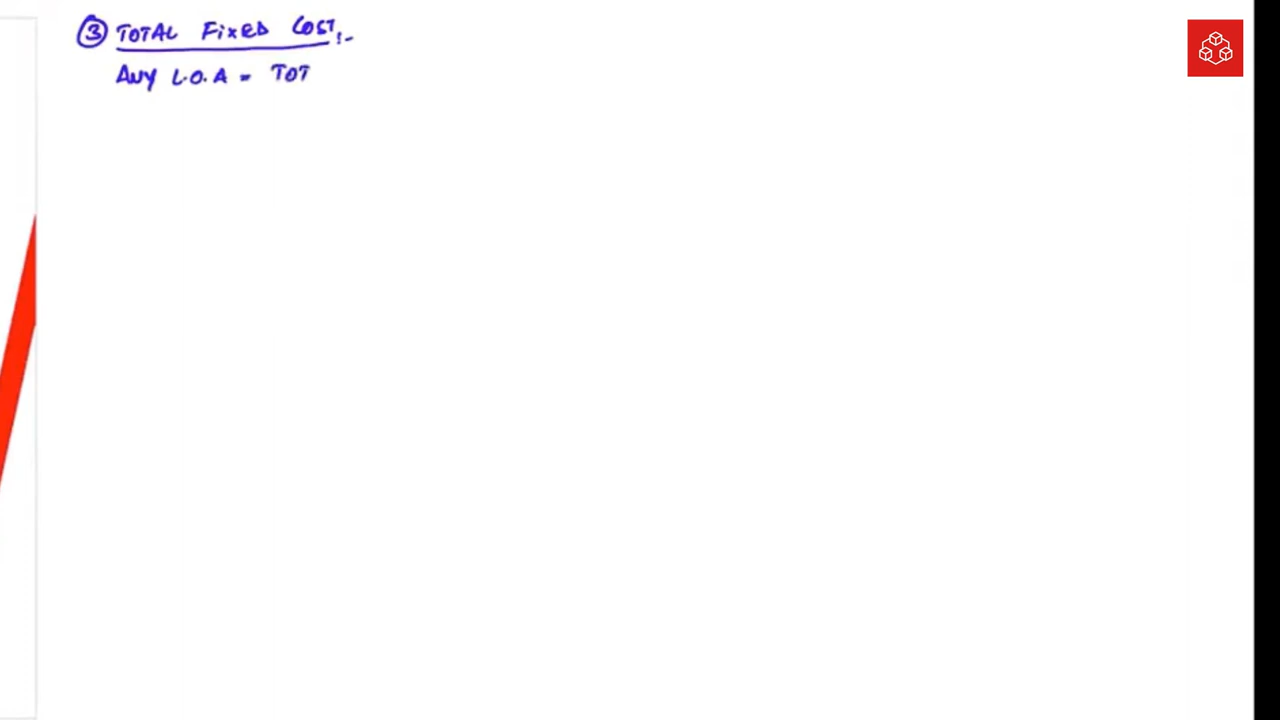 ③ TOTAL FixED COST:-
ANY L.O.A = TOT